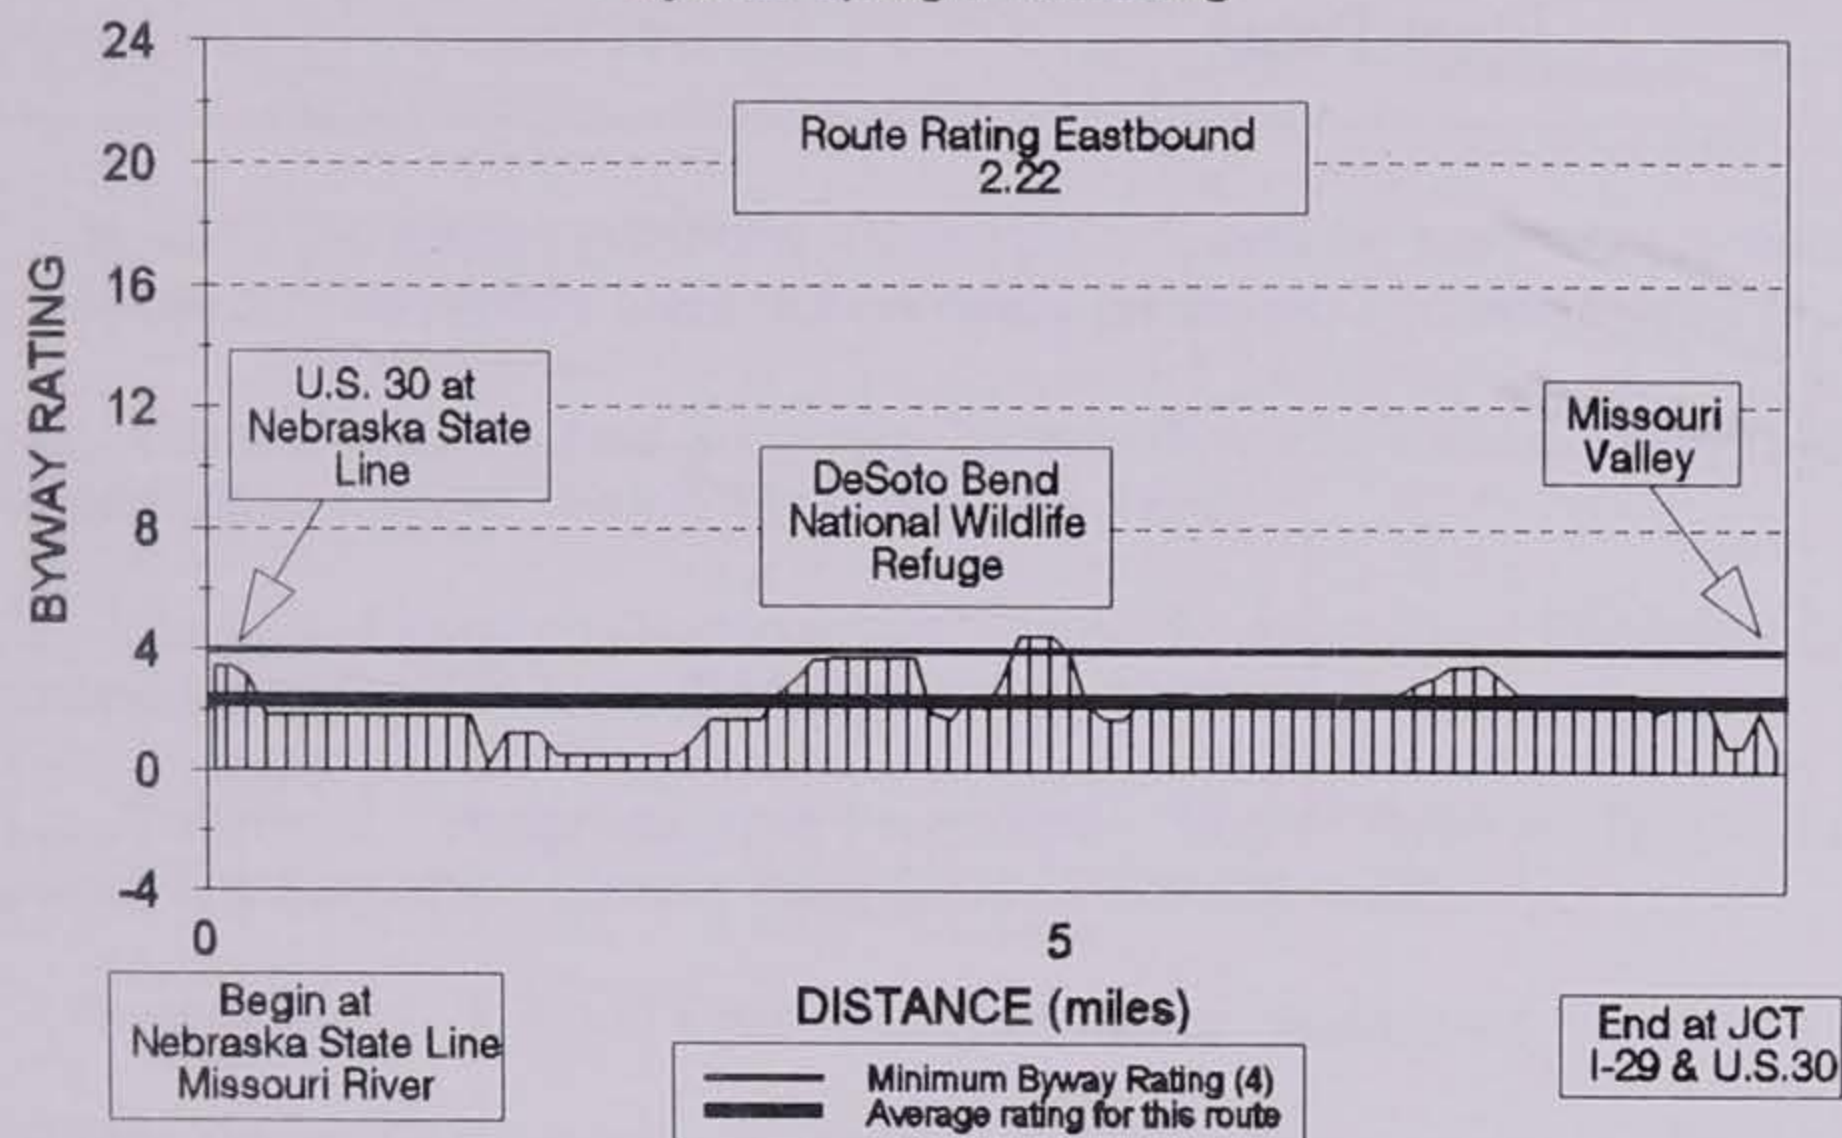 24
20
16
12
8
4
0
-4
BYWAY RATING
Route Rating Eastbound
2.22
U.S. 30 at
Nebraska State
Line
DeSoto Bend
National Wildlife
Refuge
Missouri
Valley
0
5
DISTANCE (miles)
Begin at
Nebraska State Line
Missouri River
End at JCT
I-29 & U.S.30
Minimum Byway Rating (4)
Average rating for this route